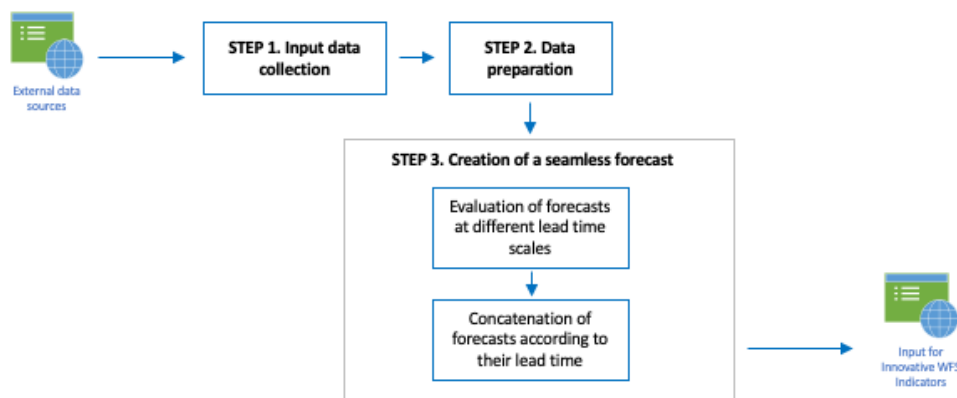 External data
sources
STEP 1. Input data
collection
STEP 2. Data
preparation
STEP 3. Creation of a seamless forecast
Evaluation of forecasts
at different lead time
scales
Concatenation of
forecasts according to
their lead time
Input for
Innovative WFS
Indicators